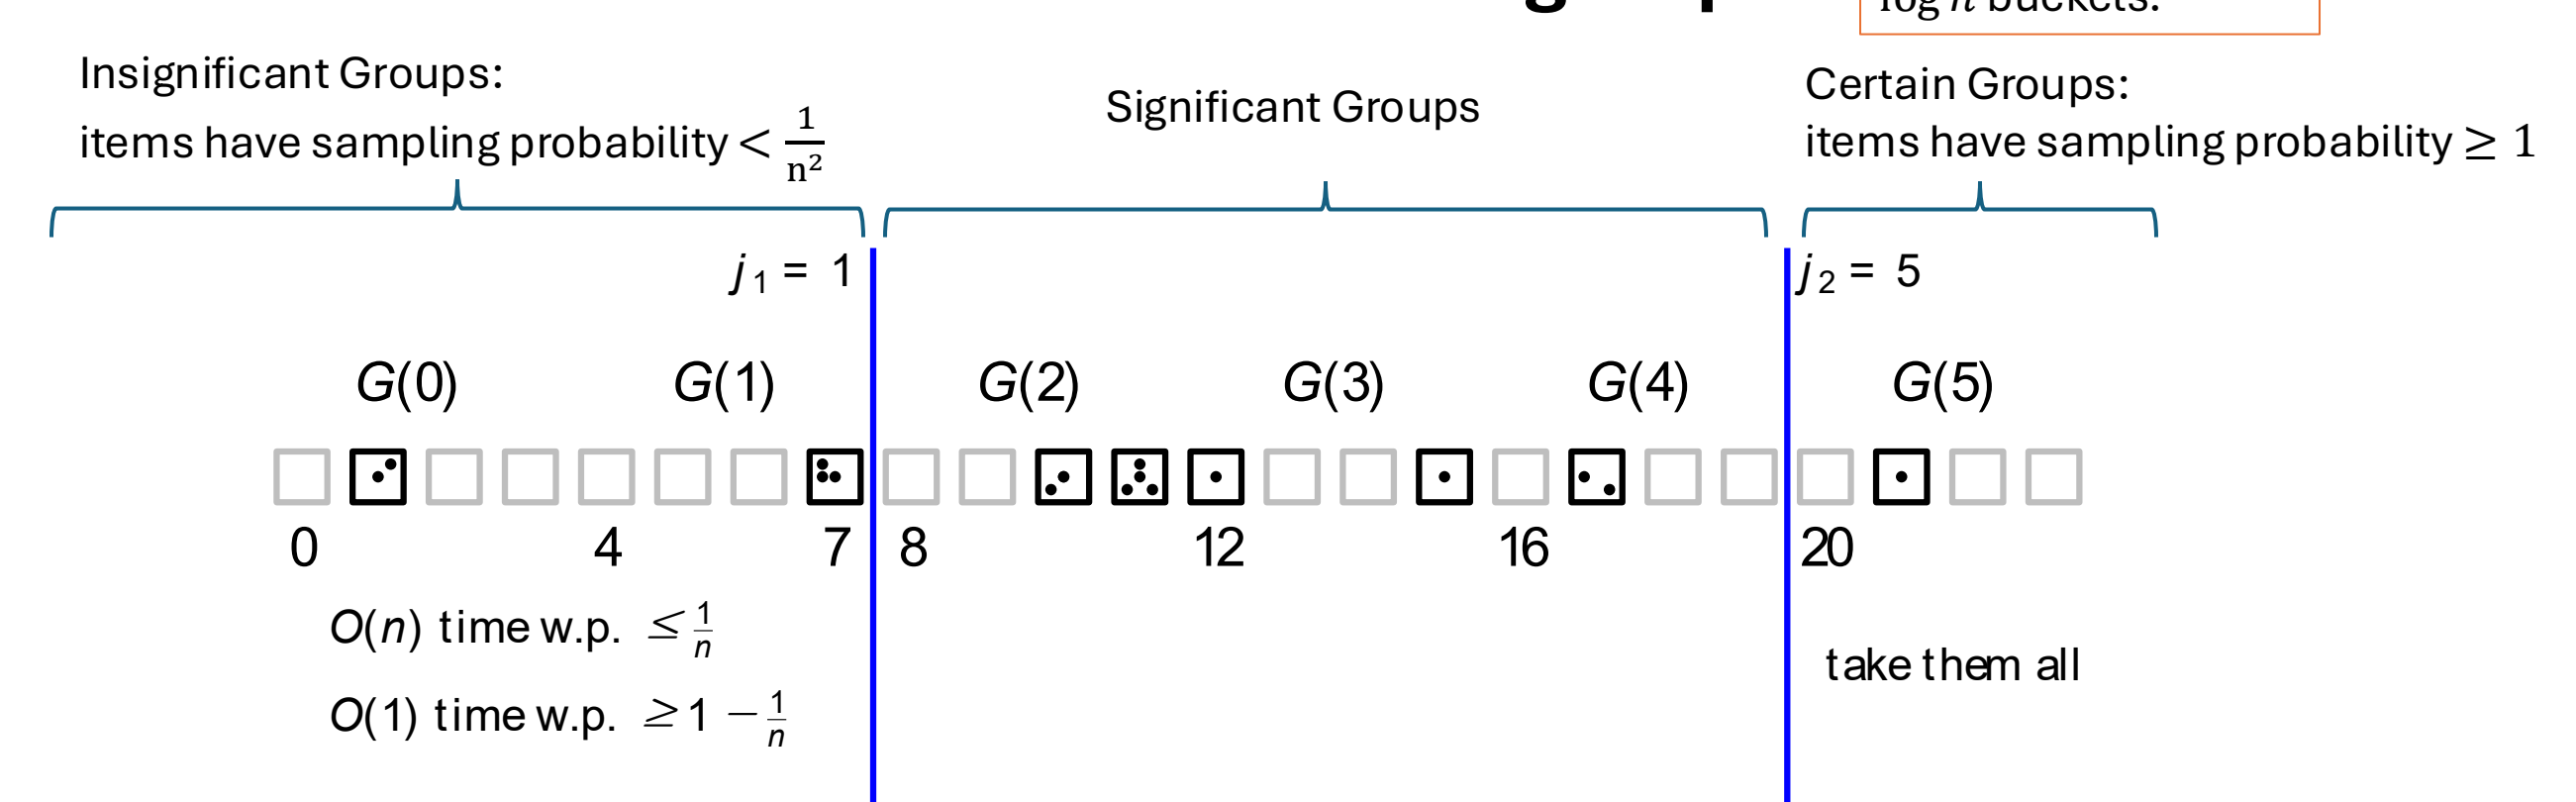 log n buckets.
Insignificant Groups:
items have sampling probability < 1/n²
Significant Groups
Certain Groups:
items have sampling probability ≥ 1
j₁ = 1
j₂ = 5
G(0) G(1) G(2) G(3) G(4) G(5)
0 4 7 8 12 16 20
O(n) time w.p. ≤ 1/n
O(1) time w.p. ≥ 1 − 1/n
take them all